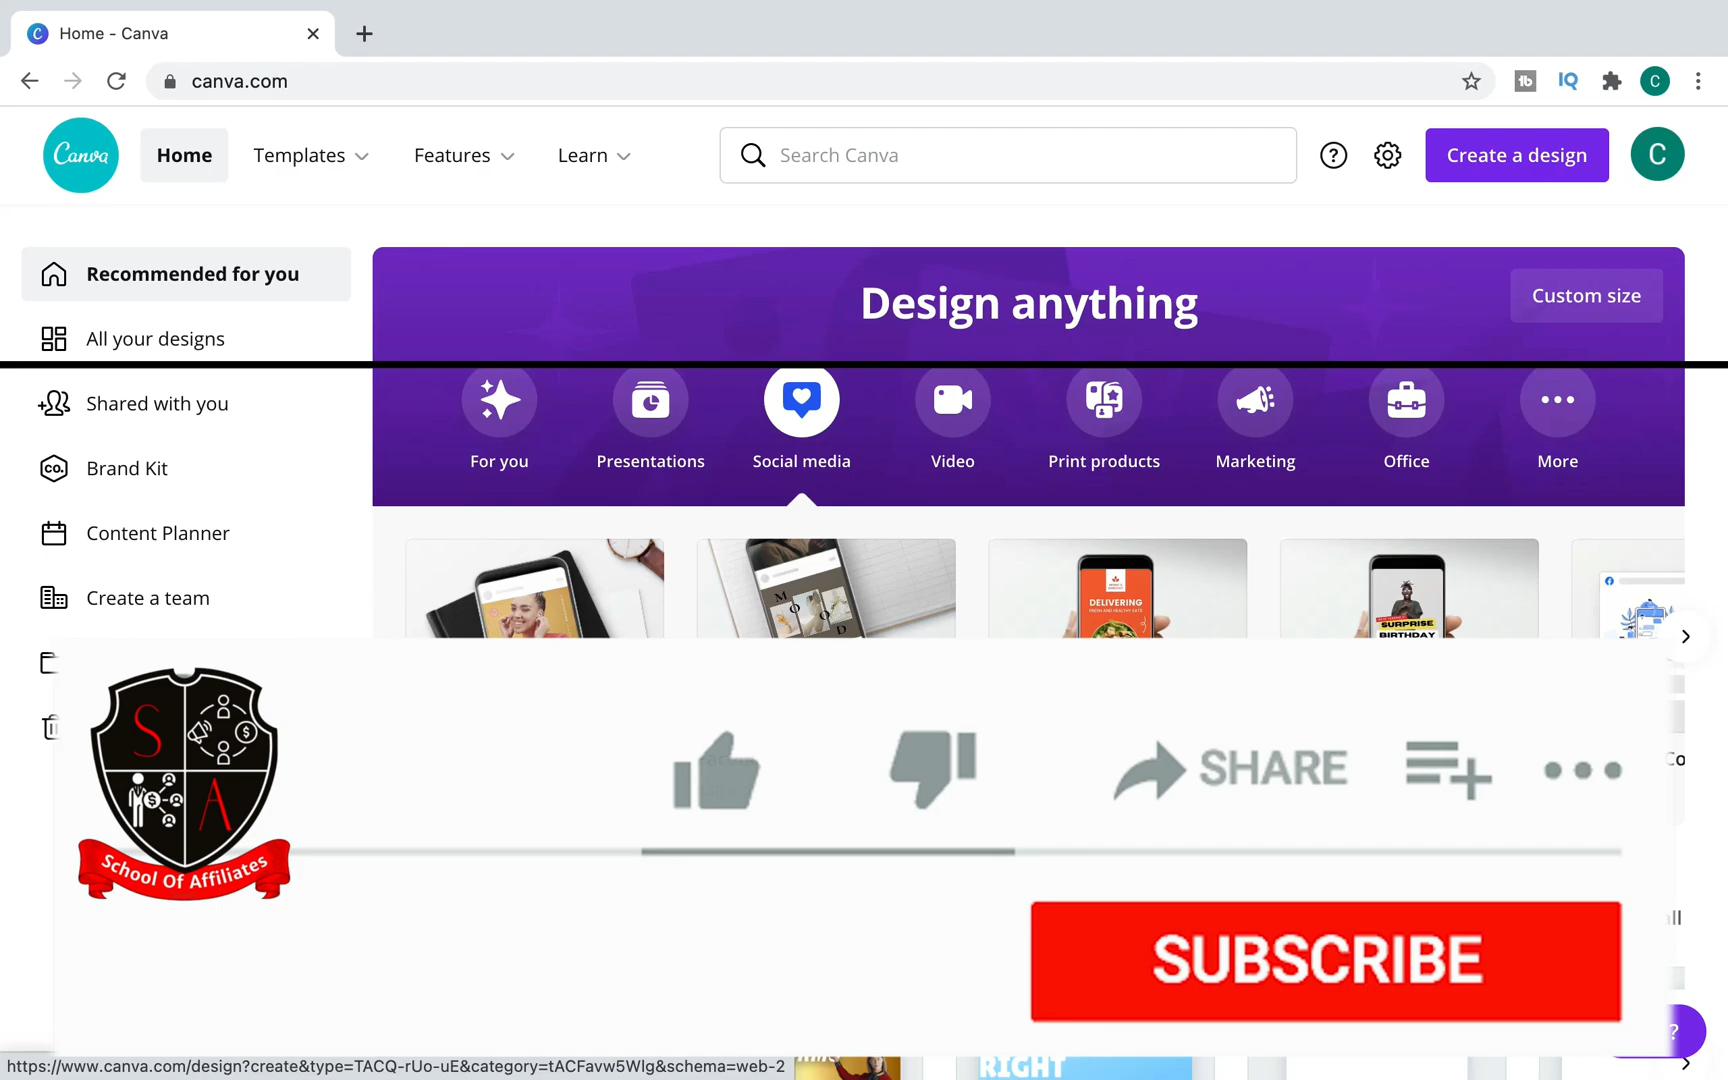 Home - Canva
canva.com
Canva
Home
Templates
Features
Learn
Search Canva
Create a design
C
Recommended for you
Design anything
Custom size
All your designs
Shared with you
For you
Presentations
Social media
Video
Print products
Marketing
Office
More
Brand Kit
CO.
Content Planner
Create a team
MOOD
DELIVERING
SURPRISE
BIRTHDAY
S
A
School Of Affiliates
SHARE
SUBSCRIBE
RIGHT
https://www.canva.com/design?create&type=TACQ-rUo-uE&category=tACFavw5Wlg&schema=web-2